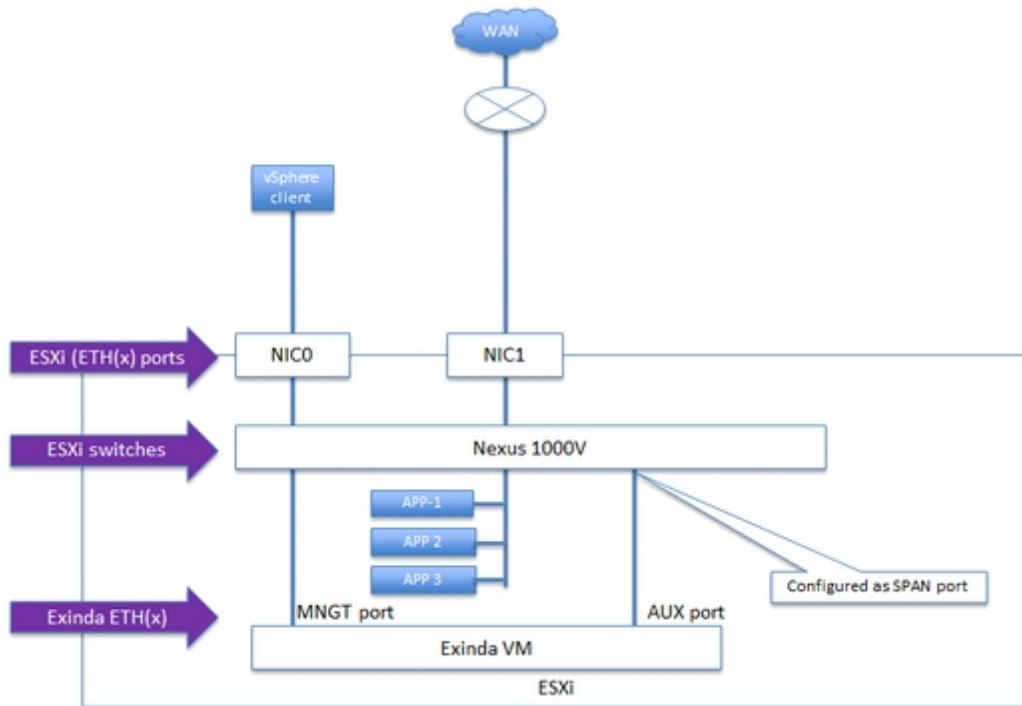 WAN
vSphere
client
ESXi (ETH(x) ports
NIC0
NIC1
ESXi switches
Nexus 1000V
APP-1
APP 2
APP 3
Configured as SPAN port
Exinda ETH(x)
MNGT port
AUX port
Exinda VM
ESXi